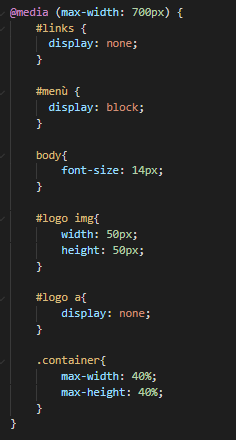 @media (max-width: 700px) {
#links {
display: none;
}
#menù {
display: block;
}
body{
font-size: 14px;
}
#logo img{
width: 50px;
height: 50px;
}
#logo a{
display: none;
}
.container{
max-width: 40%;
max-height: 40%;
}
}